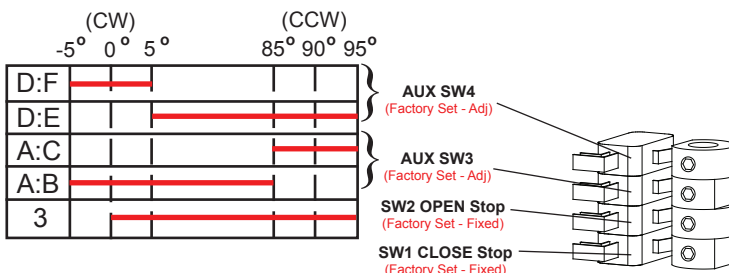 (CW) (CCW)
-5° 0° 5° 85° 90° 95°
D:F
D:E
A:C
A:B
3
AUX SW4
(Factory Set - Adj)
AUX SW3
(Factory Set - Adj)
SW2 OPEN Stop
(Factory Set - Fixed)
SW1 CLOSE Stop
(Factory Set - Fixed)